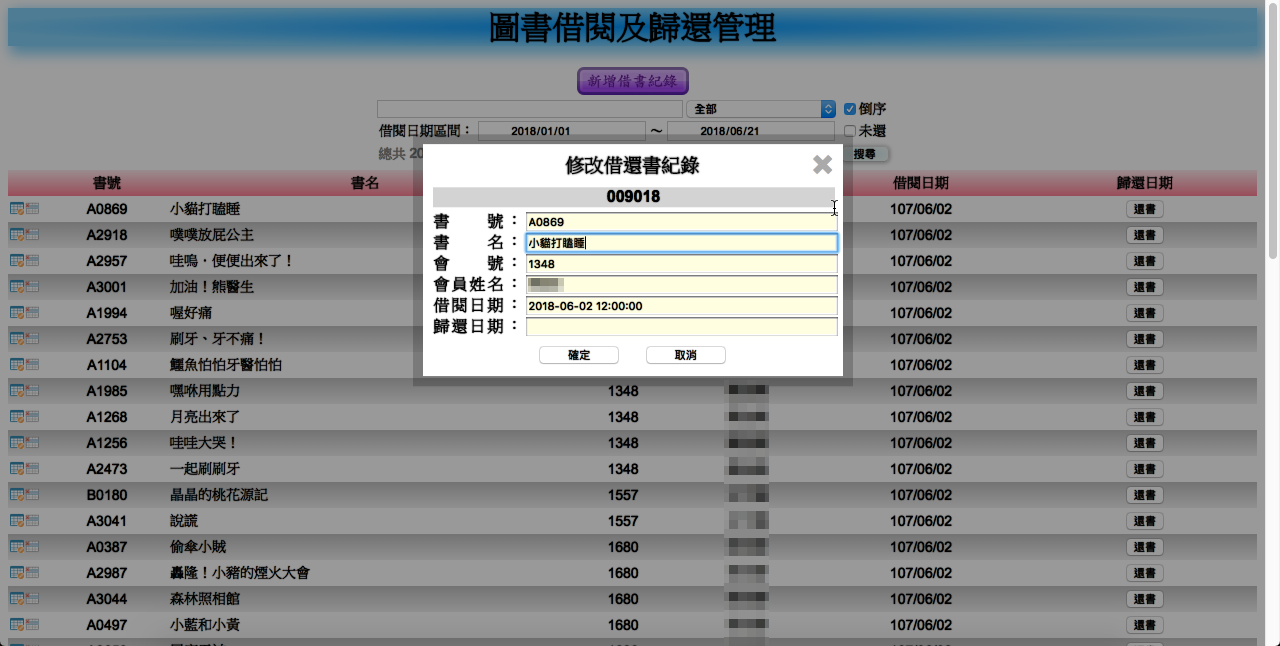 圖書借閱及歸還管理
新增借書紀錄
全部 倒序
借閱日期區間： 2018/01/01 ～ 2018/06/21 未還
總共 20 搜尋
書號 書名 借閱日期 歸還日期
修改借還書紀錄
009018
書 號： A0869
書 名： 小貓打瞌睡
會 號： 1348
會員姓名：
借閱日期： 2018-06-02 12:00:00
歸還日期：
確定 取消
A0869 小貓打瞌睡 107/06/02 還書
A2918 噗噗放屁公主 107/06/02 還書
A2957 哇嗚．便便出來了！ 107/06/02 還書
A3001 加油！熊醫生 107/06/02 還書
A1994 喔好痛 107/06/02 還書
A2753 刷牙、牙不痛！ 107/06/02 還書
A1104 鱷魚怕怕牙醫怕怕 107/06/02 還書
A1985 嘿咻用點力 1348 107/06/02 還書
A1268 月亮出來了 1348 107/06/02 還書
A1256 哇哇大哭！ 1348 107/06/02 還書
A2473 一起刷刷牙 1348 107/06/02 還書
B0180 晶晶的桃花源記 1557 107/06/02 還書
A3041 說謊 1557 107/06/02 還書
A0387 偷傘小賊 1680 107/06/02 還書
A2987 轟隆！小豬的煙火大會 1680 107/06/02 還書
A3044 森林照相館 1680 107/06/02 還書
A0497 小藍和小黃 1680 107/06/02 還書